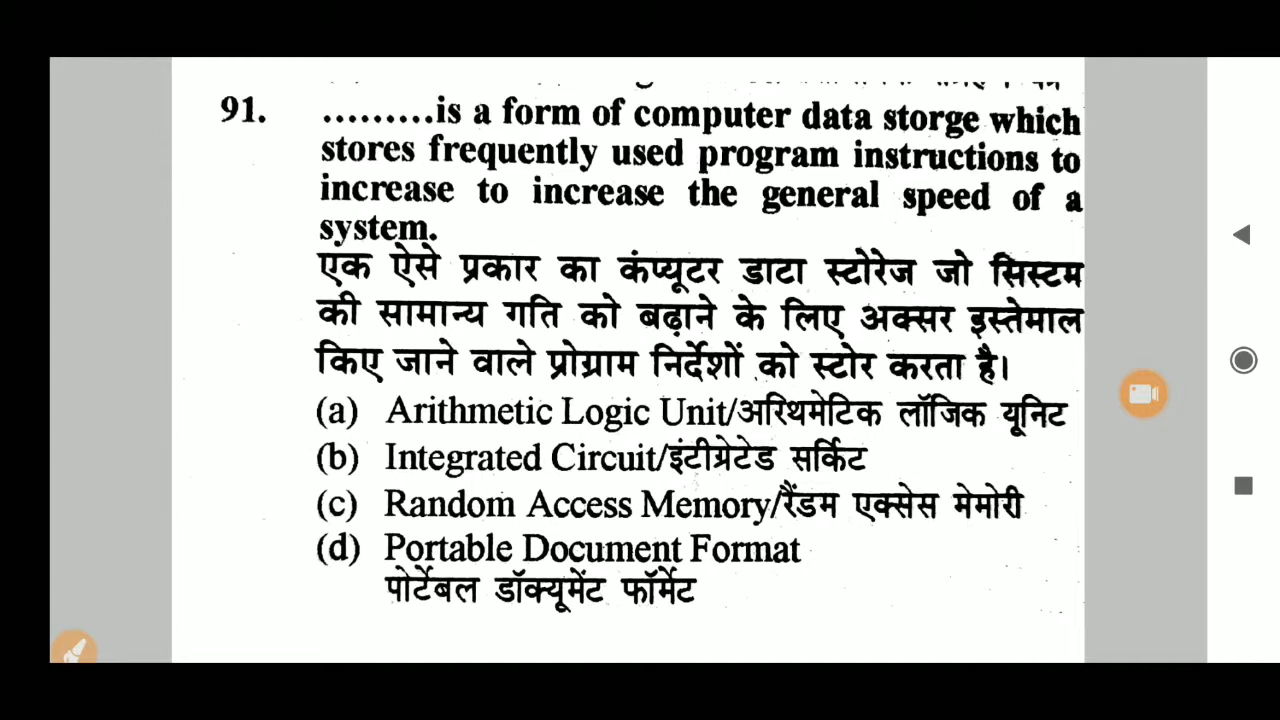 91. .........is a form of computer data storge which
stores frequently used program instructions to
increase to increase the general speed of a
system.
एक ऐसे प्रकार का कंप्यूटर डाटा स्टोरेज जो सिस्टम
की सामान्य गति को बढ़ाने के लिए अक्सर इस्तेमाल
किए जाने वाले प्रोग्राम निर्देशों को स्टोर करता है।
(a) Arithmetic Logic Unit/अरिथमेटिक लॉजिक यूनिट
(b) Integrated Circuit/इंटीग्रेटेड सर्किट
(c) Random Access Memory/रैंडम एक्सेस मेमोरी
(d) Portable Document Format
पोर्टेबल डॉक्यूमेंट फॉर्मेट